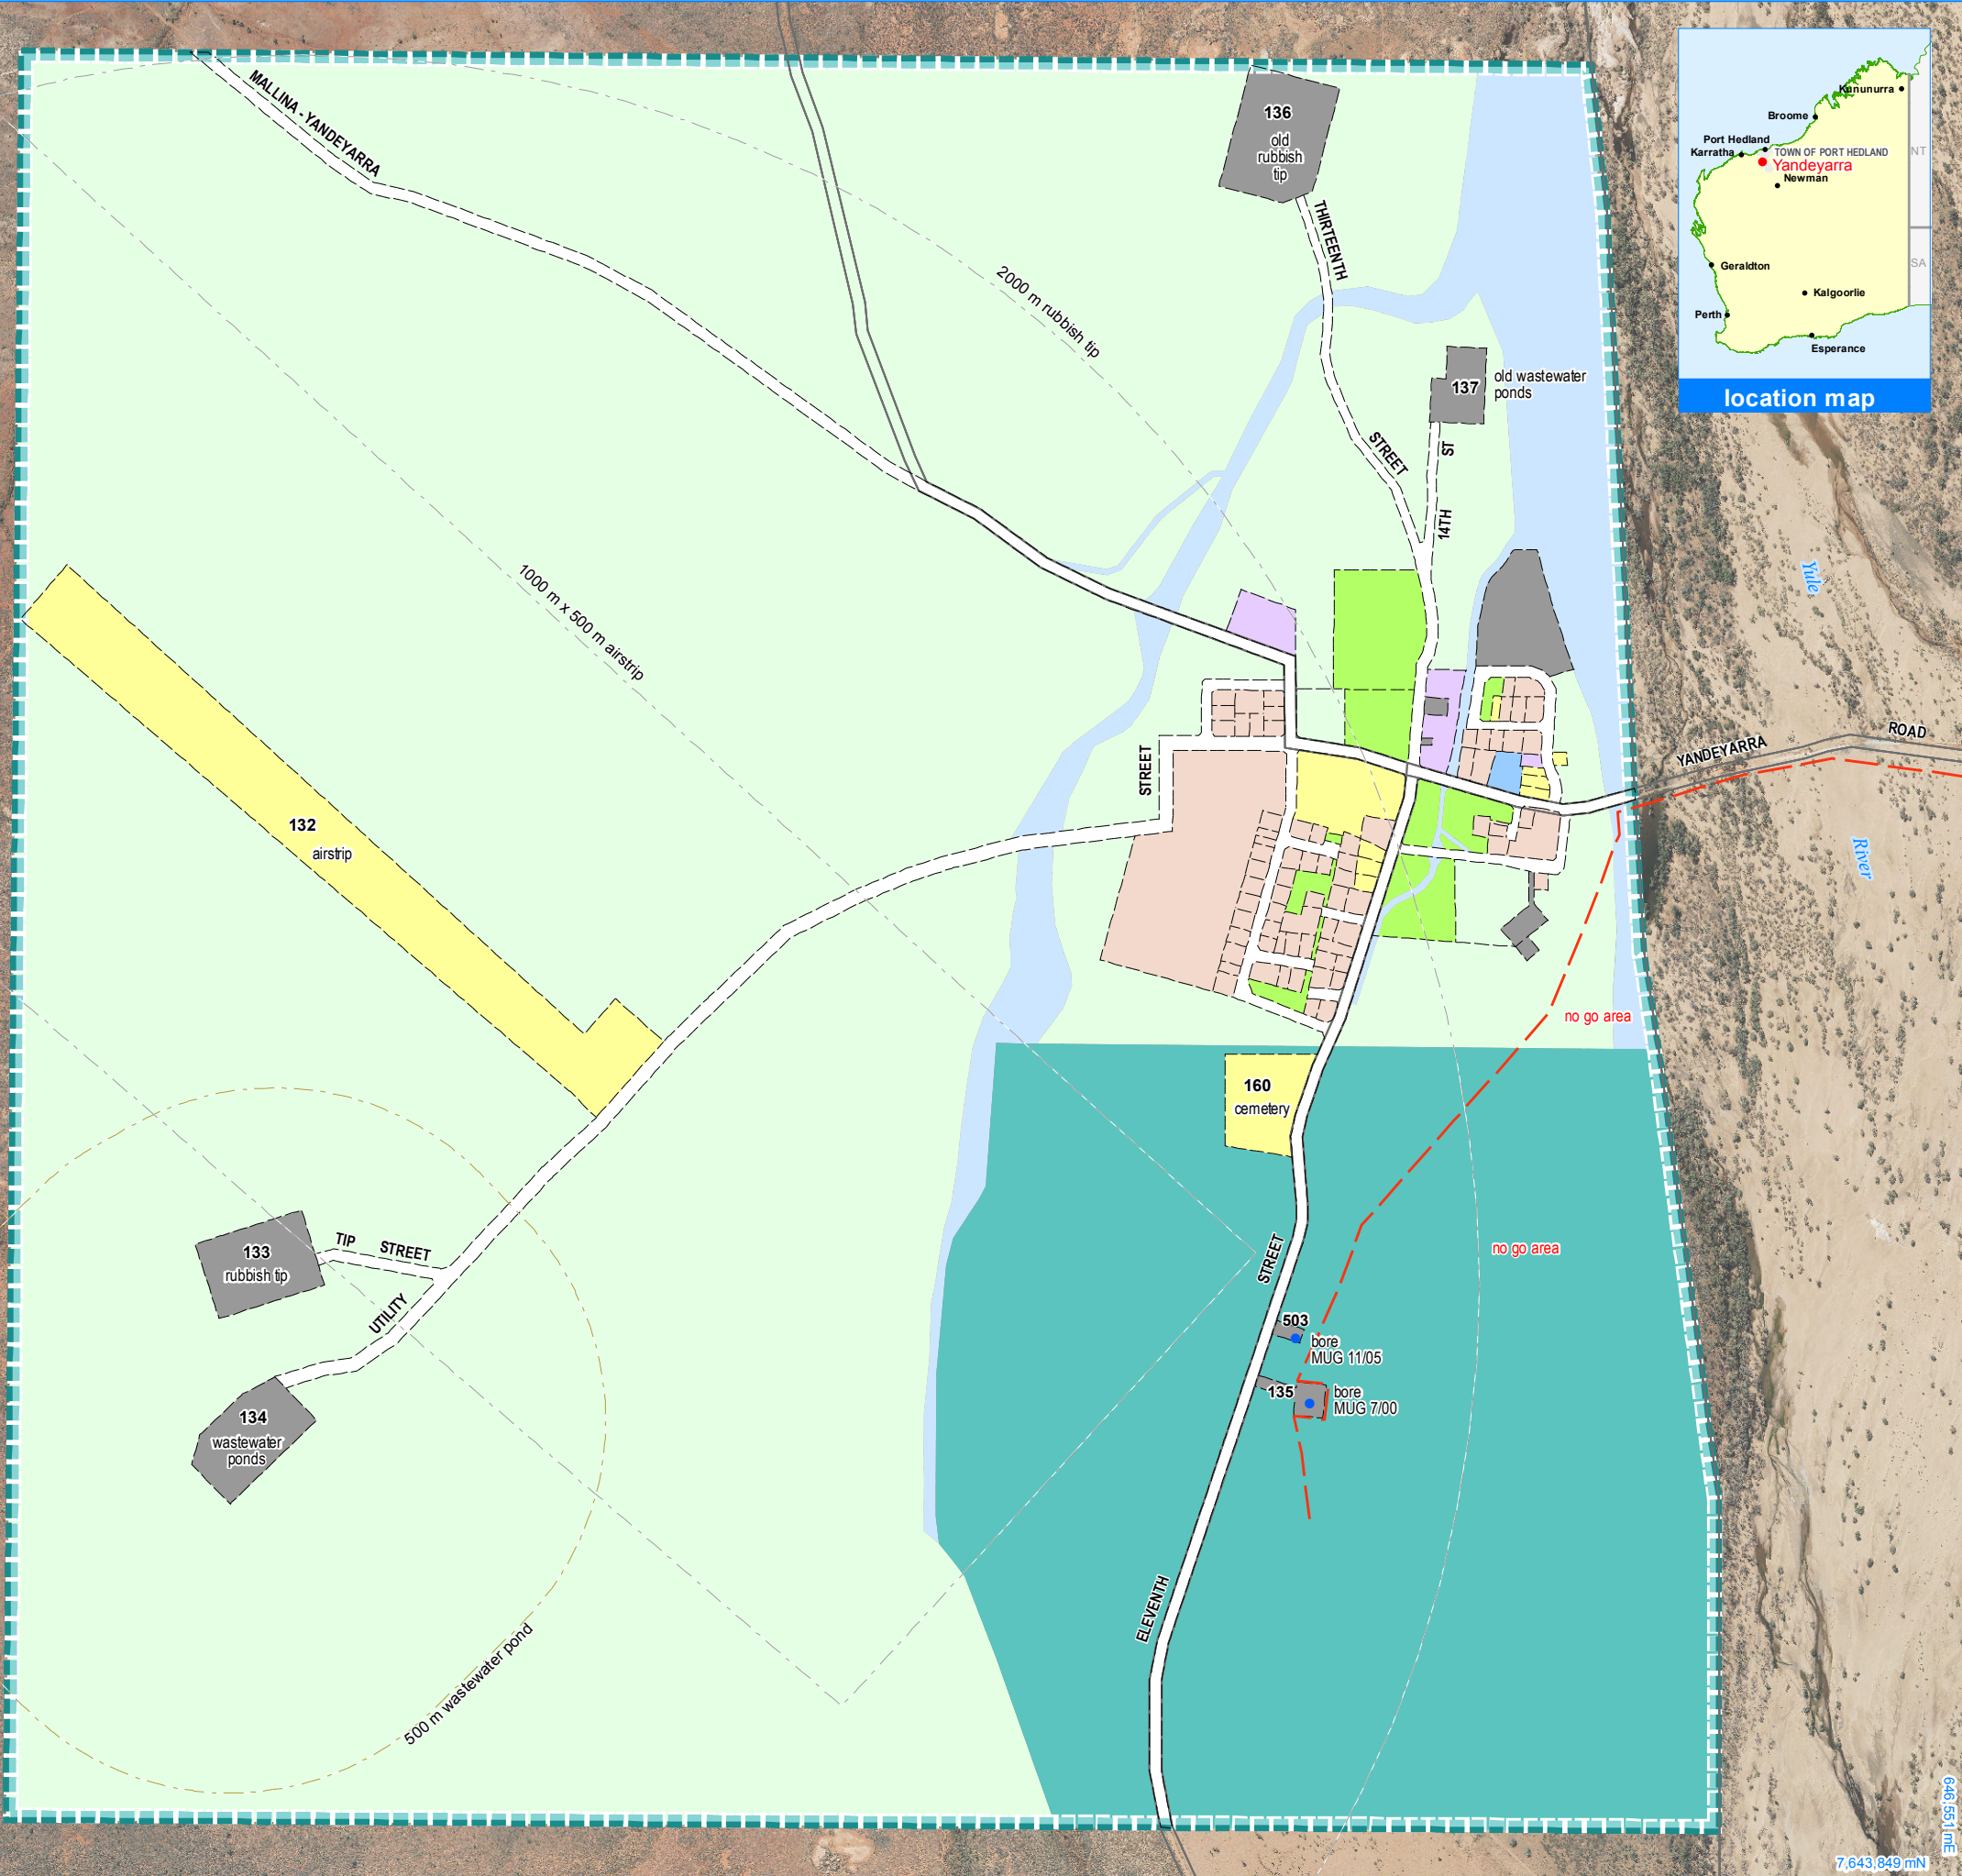 MALLINA - YANDEYARRA
136
old
rubbish
tip
THIRTEENTH
STREET
2000 m rubbish tip
137
old wastewater
ponds
ST
14TH
1000 m x 500 m airstrip
Kununurra
Broome
Port Hedland
TOWN OF PORT HEDLAND
Karratha
Yandeyarra
Newman
NT
SA
Geraldton
Kalgoorlie
Perth
Esperance
location map
Yule
River
YANDEYARRA
ROAD
STREET
132
airstrip
no go area
160
cemetery
no go area
133
rubbish tip
TIP STREET
UTILITY
134
wastewater
ponds
STREET
503
bore
MUG 11/05
135
bore
MUG 7/00
ELEVENTH
500 m wastewater pond
646,551 mE
7,643,849 mN